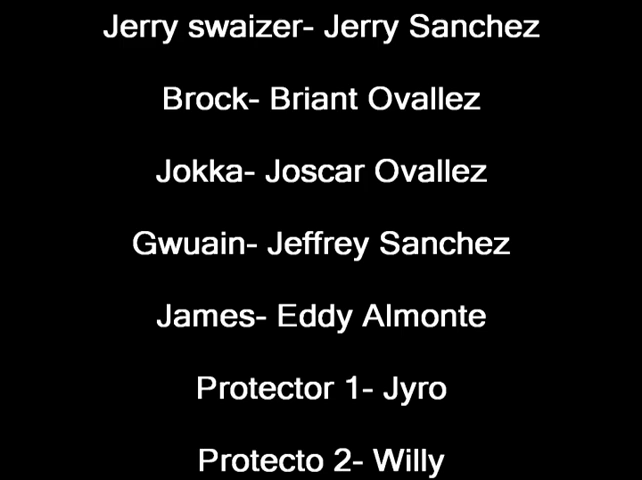 Jerry swaizer- Jerry Sanchez
Brock- Briant Ovallez
Jokka- Joscar Ovallez
Gwuain- Jeffrey Sanchez
James- Eddy Almonte
Protector 1- Jyro
Protecto 2- Willy